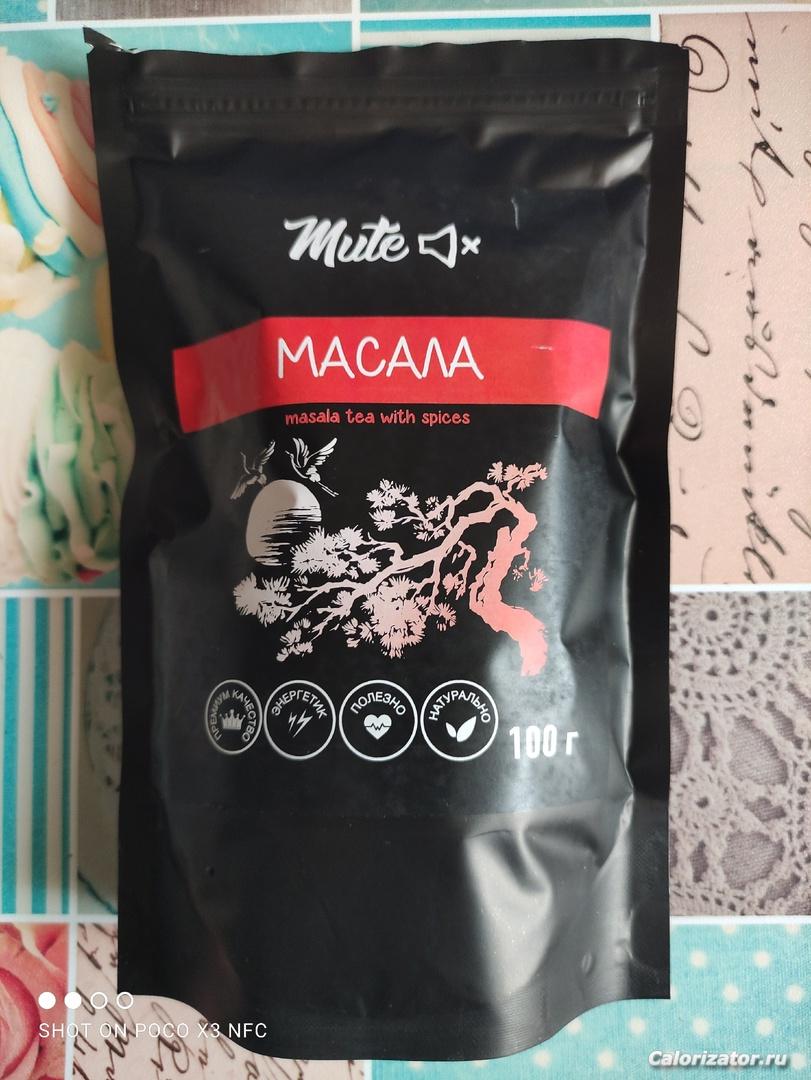 Mute
МАСАЛА
masala tea with spices
ПРЕМИУМ КАЧЕСТВО
ЭНЕРГЕТИК
ПОЛЕЗНО
НАТУРАЛЬНО
100 г
SHOT ON POCO X3 NFC
Calorizator.ru